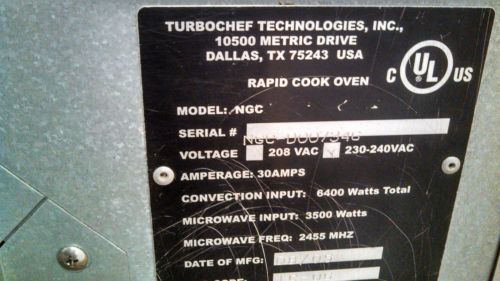 TURBOCHEF TECHNOLOGIES, INC.,
10500 METRIC DRIVE
DALLAS, TX 75243 USA
C UL US
RAPID COOK OVEN
MODEL: NGC
SERIAL #
VOLTAGE 208 VAC 230-240VAC
AMPERAGE: 30AMPS
CONVECTION INPUT: 6400 Watts Total
MICROWAVE INPUT: 3500 Watts
MICROWAVE FREQ: 2455 MHZ
DATE OF MFG: